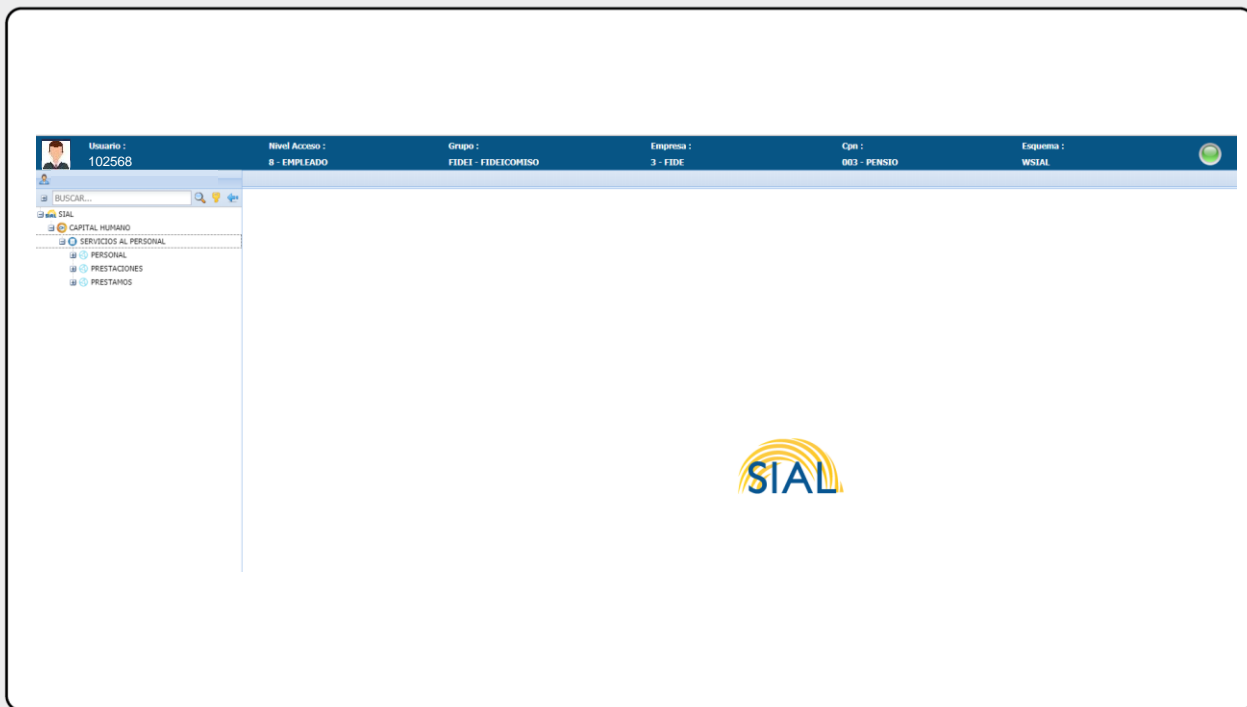 Usuario : Nivel Acceso : Grupo : Empresa : Cpn : Esquema :
102568 8 - EMPLEADO FIDEI - FIDEICOMISO 3 - FIDE 003 - PENSIO WSIAL
BUSCAR...
SIAL
CAPITAL HUMANO
SERVICIOS AL PERSONAL
PERSONAL
PRESTACIONES
PRESTAMOS
SIAL